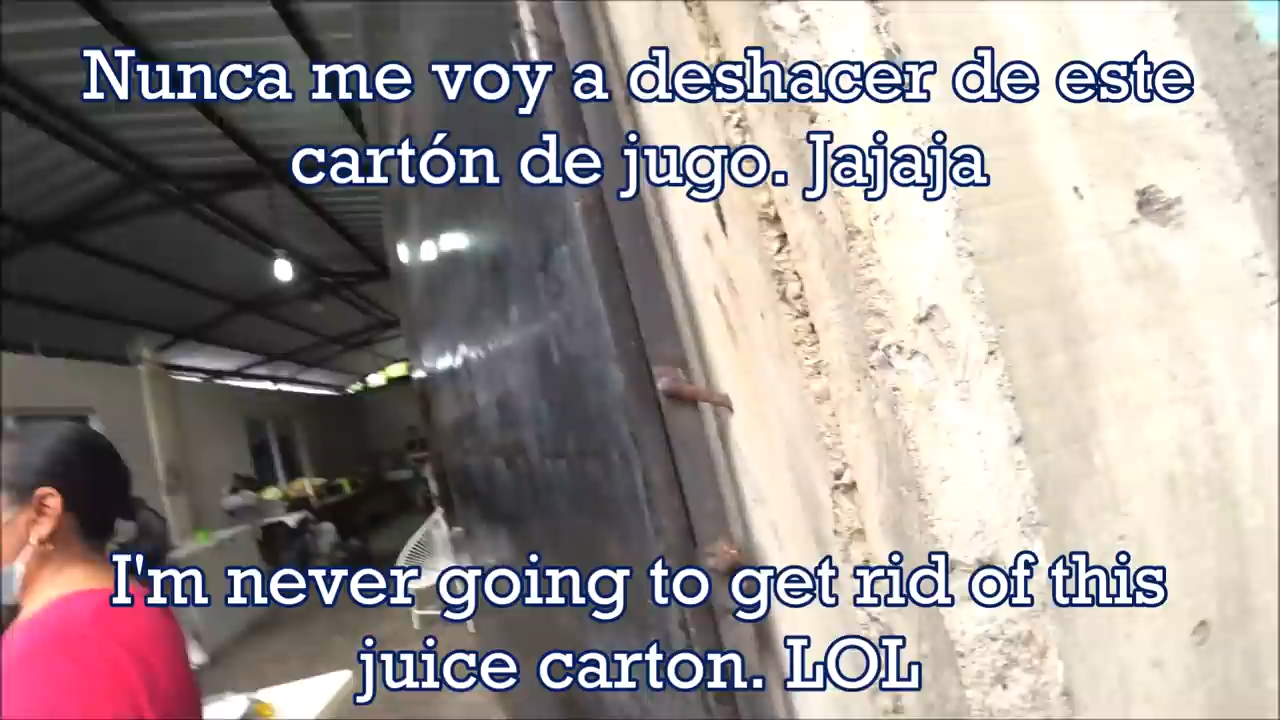 Nunca me voy a deshacer de este
cartón de jugo. Jajaja
I'm never going to get rid of this
juice carton. LOL